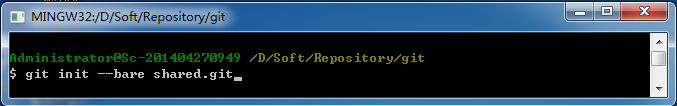 MINGW32:/D/Soft/Repository/git
Administrator@Sc-201404270949 /D/Soft/Repository/git
$ git init --bare shared.git